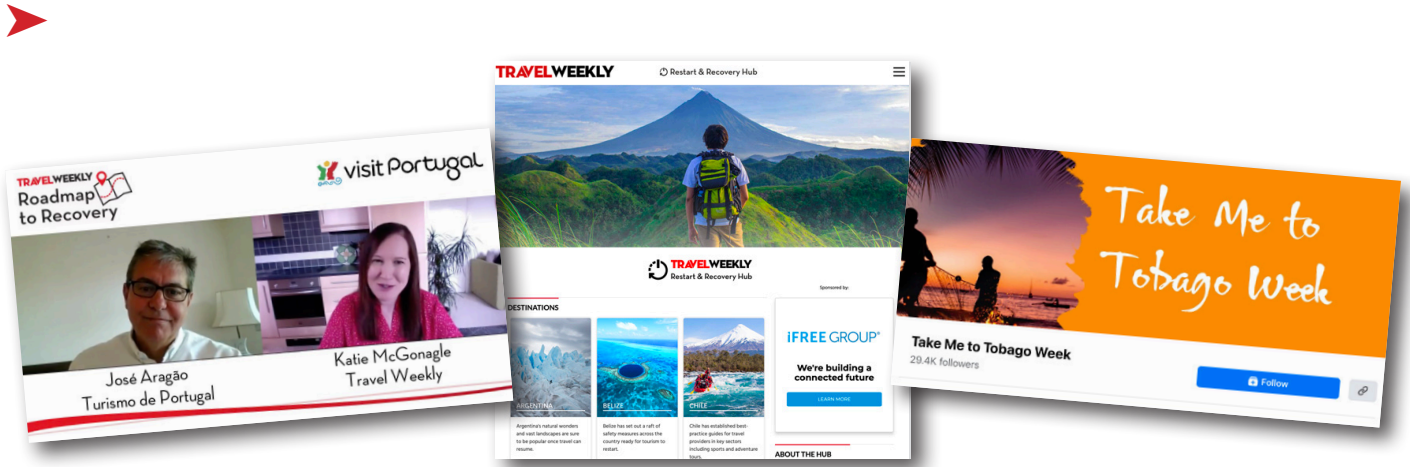 TRAVELWEEKLY
Roadmap
to Recovery
visit Portugal
José Aragão
Turismo de Portugal
Katie McGonagle
Travel Weekly
TRAVELWEEKLY
Restart & Recovery Hub
TRAVELWEEKLY
Restart & Recovery Hub
Sponsored by:
DESTINATIONS
ARGENTINA
Argentina's natural wonders
and vast landscapes are sure
to be popular once travel can
resume.
BELIZE
Belize has set out a raft of
safety measures across the
country ready for tourism to
restart.
CHILE
Chile has established best-
practice guides for travel
providers in key sectors
including sports and adventure
tours.
iFREE GROUP®
We're building a
connected future
LEARN MORE
ABOUT THE HUB
Take Me to
Tobago Week
Take Me to Tobago Week
29.4K followers
Follow